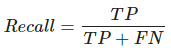 Recall = TP / (TP + FN)